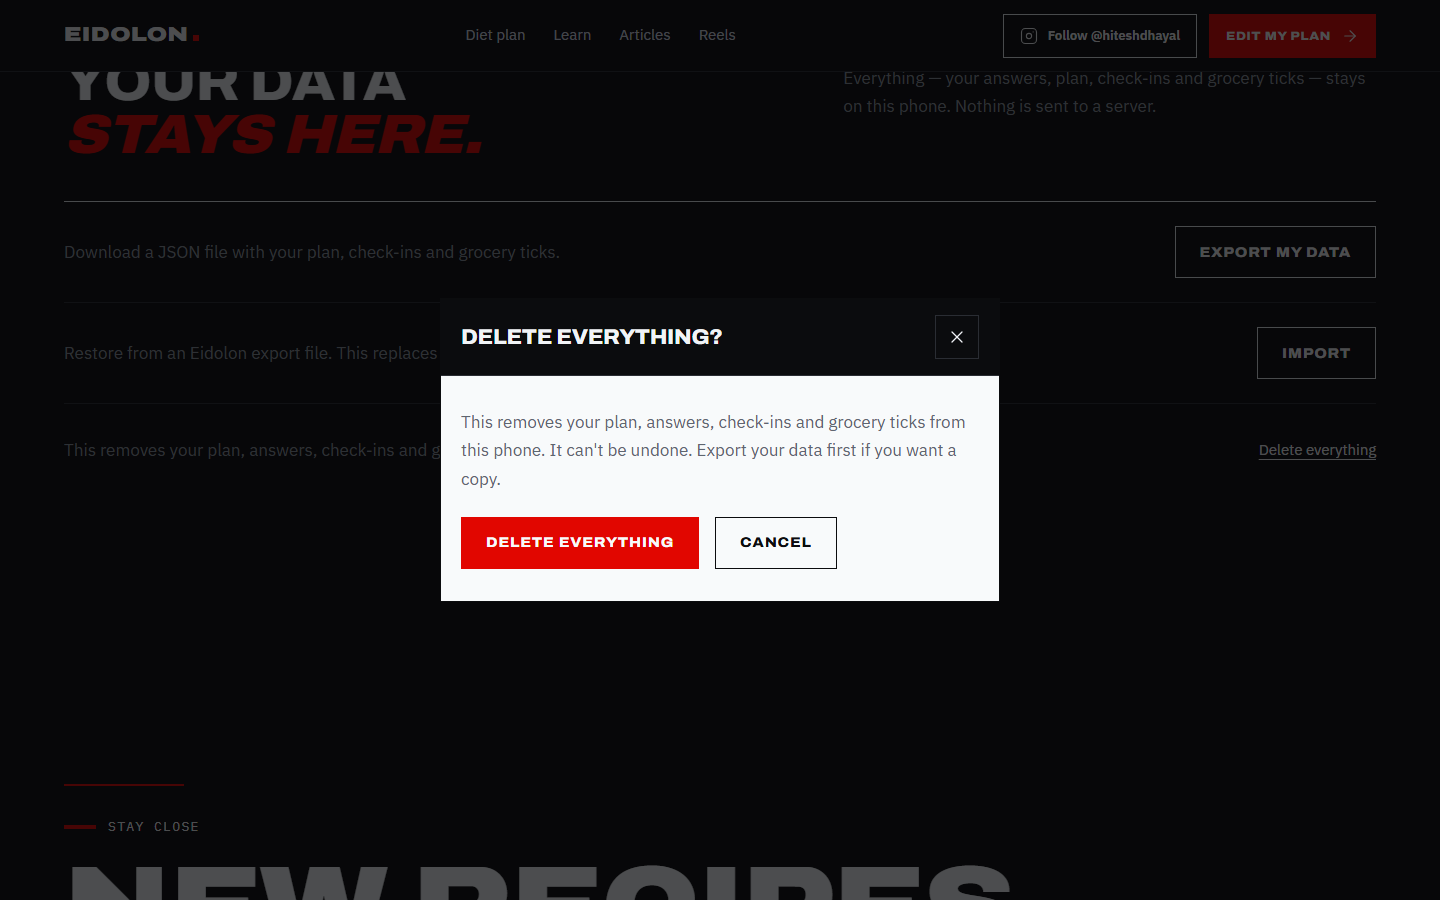 EIDOLON.
Diet plan
Learn
Articles
Reels
Follow @hiteshdhayal
EDIT MY PLAN
YOUR DATA
STAYS HERE.
Everything — your answers, plan, check-ins and grocery ticks — stays
on this phone. Nothing is sent to a server.
Download a JSON file with your plan, check-ins and grocery ticks.
EXPORT MY DATA
Restore from an Eidolon export file. This replaces
IMPORT
This removes your plan, answers, check-ins and g
Delete everything
DELETE EVERYTHING?
This removes your plan, answers, check-ins and grocery ticks from
this phone. It can't be undone. Export your data first if you want a
copy.
DELETE EVERYTHING
CANCEL
STAY CLOSE
NEW RECIPES